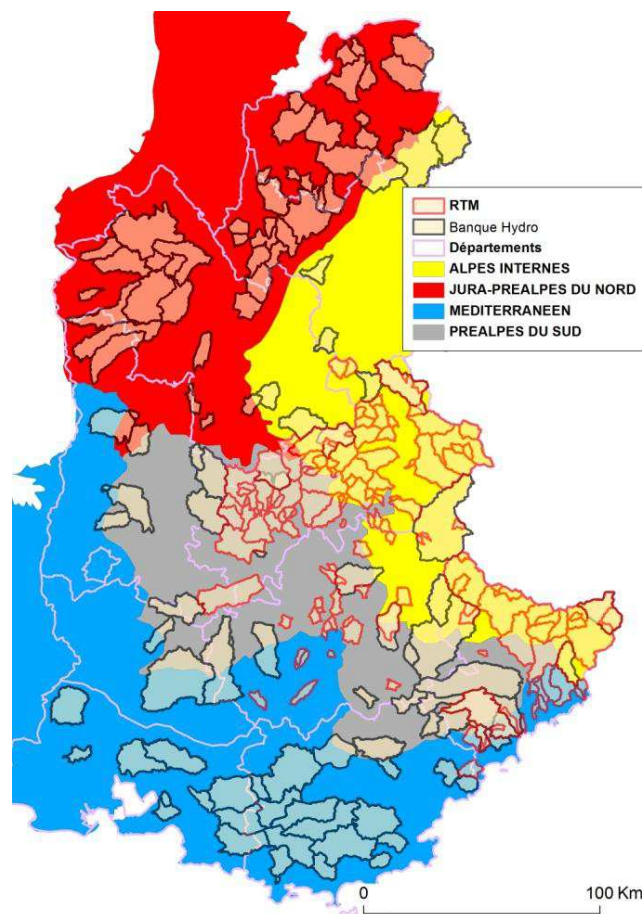 RTM
Banque Hydro
Départements
ALPES INTERNES
JURA-PREALPES DU NORD
MEDITERRANEEN
PREALPES DU SUD
0 100 Km